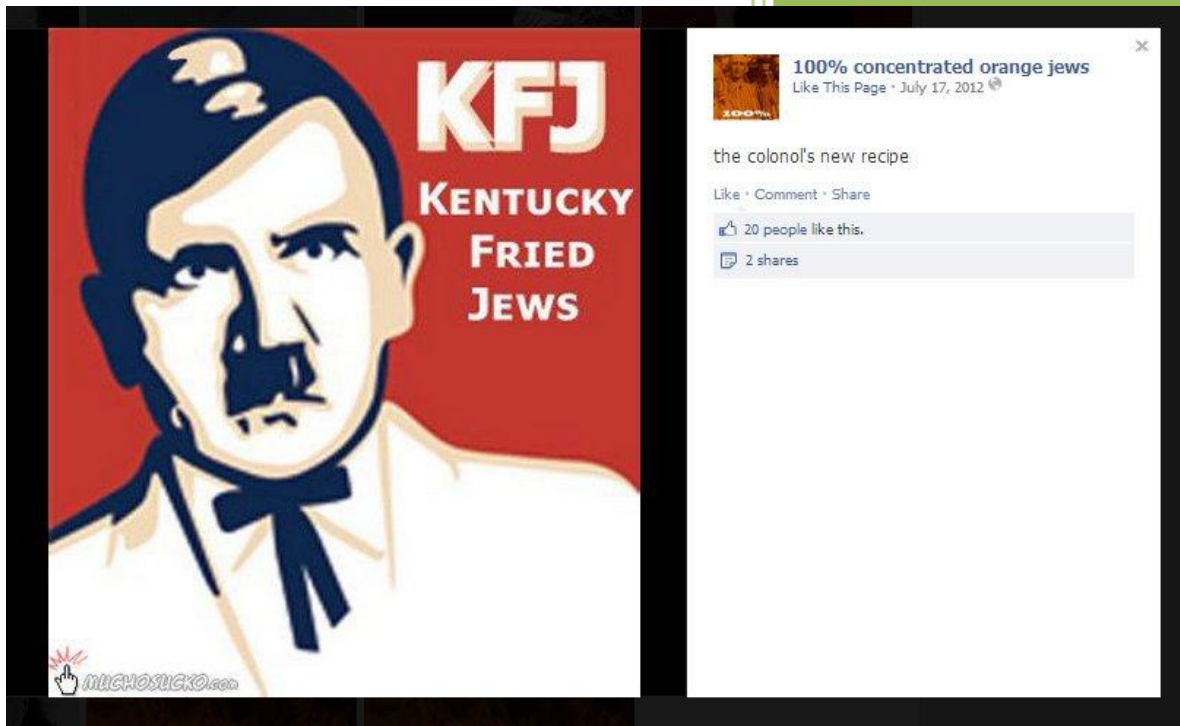 KFJ
KENTUCKY
FRIED
JEWS
MUCHOSUCKO.com
100%
100% concentrated orange jews
Like This Page · July 17, 2012
the colonol's new recipe
Like · Comment · Share
20 people like this.
2 shares